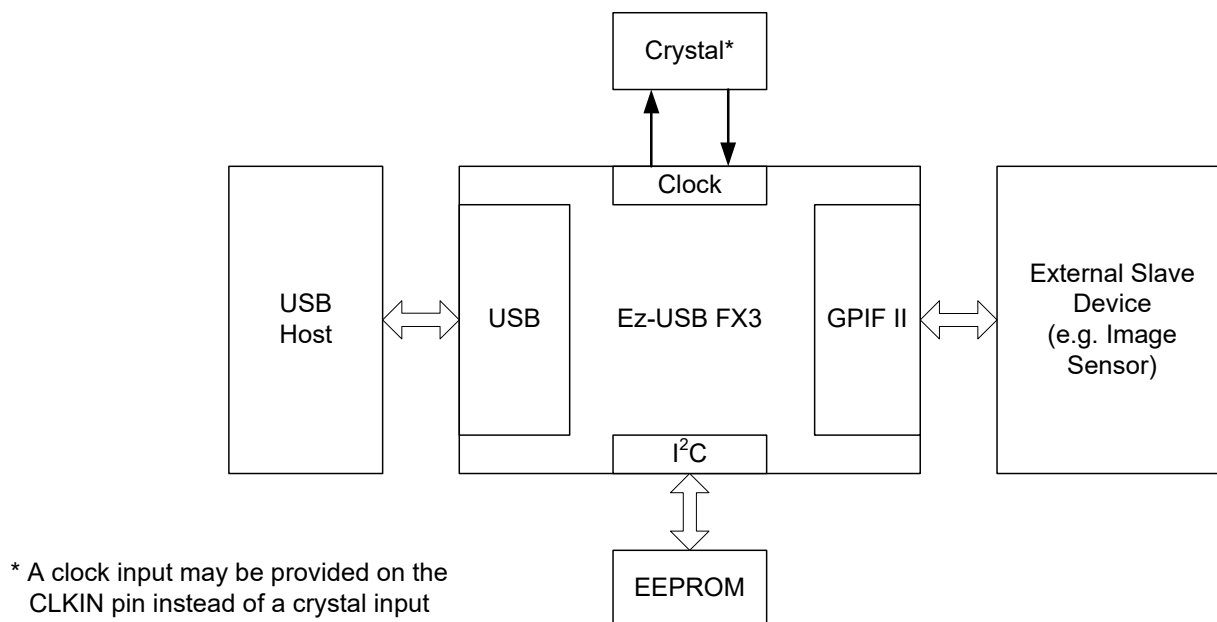 Crystal*
Clock
USB
Host
USB
Ez-USB FX3
GPIF II
External Slave
Device
(e.g. Image
Sensor)
I²C
EEPROM
* A clock input may be provided on the
CLKIN pin instead of a crystal input